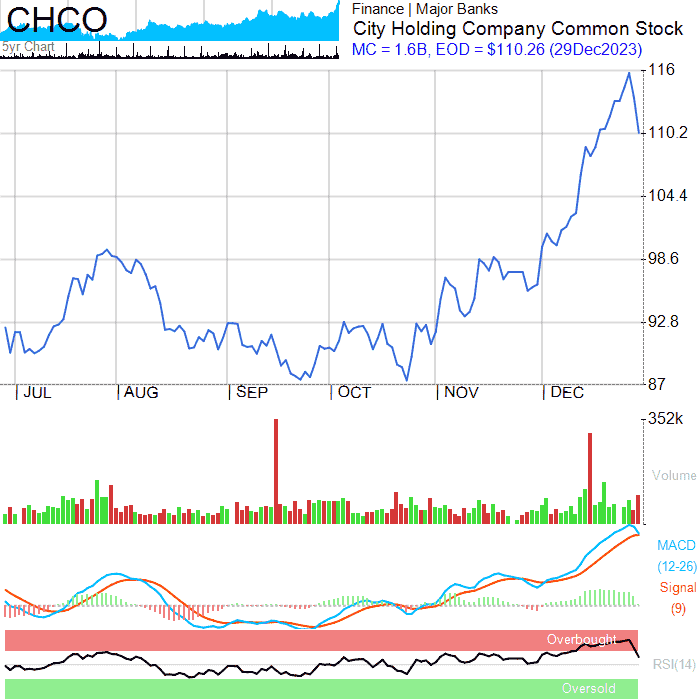 CHCO
5yr Chart
Finance | Major Banks
City Holding Company Common Stock
MC = 1.6B, EOD = $110.26 (29Dec2023)
116
110.2
104.4
98.6
92.8
87
JUL AUG SEP OCT NOV DEC
352k
Volume
MACD
(12-26)
Signal
(9)
Overbought
RSI(14)
Oversold